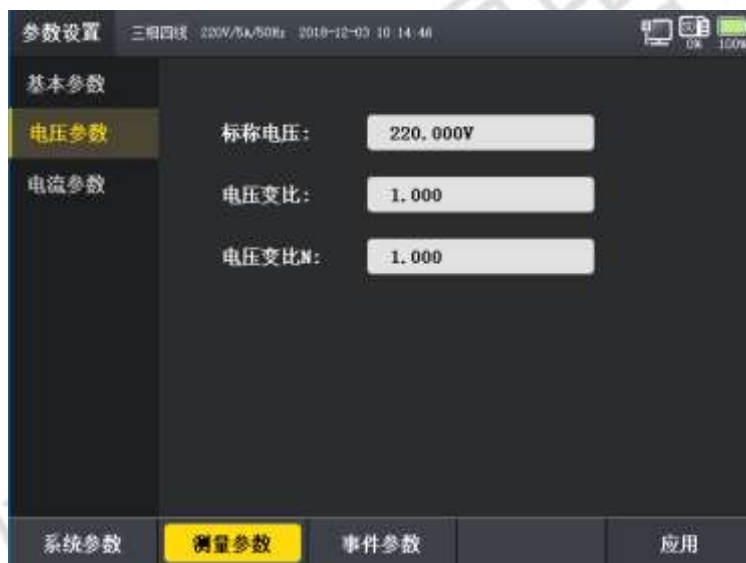 参数设置 三相四线 220V/5A/50Hz 2018-12-03 10 14 46 0% 100%
基本参数
电压参数
标称电压: 220.000V
电流参数
电压变比: 1.000
电压变比N: 1.000
系统参数 测量参数 事件参数 应用